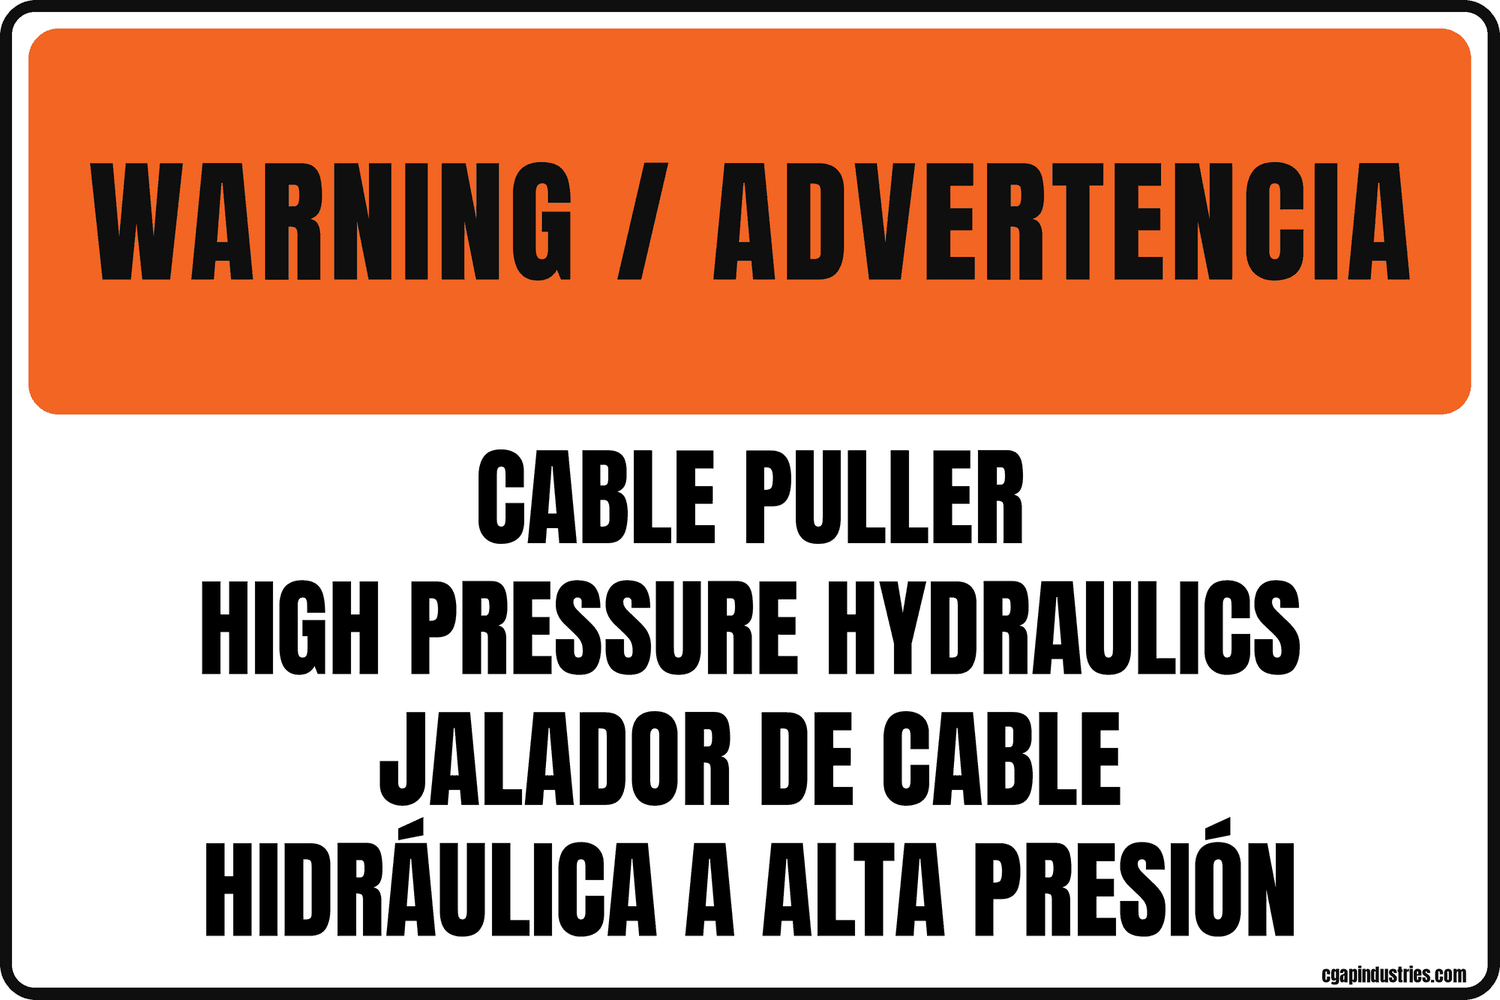 WARNING / ADVERTENCIA
CABLE PULLER
HIGH PRESSURE HYDRAULICS
JALADOR DE CABLE
HIDRÁULICA A ALTA PRESIÓN
cgapindustries.com